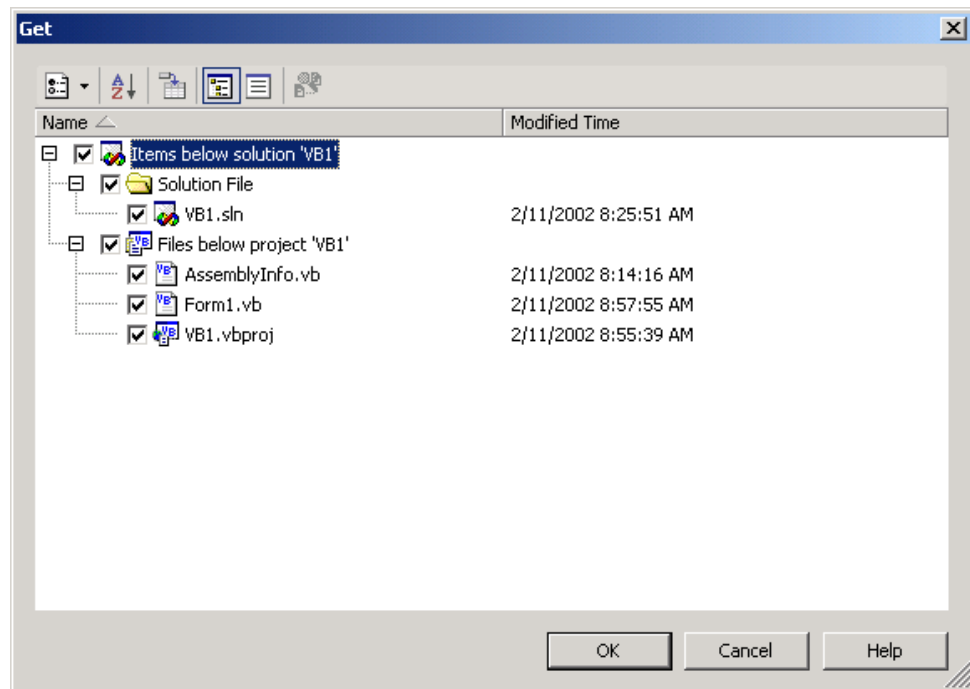 Get
Name Modified Time
Items below solution 'VB1'
Solution File
VB1.sln 2/11/2002 8:25:51 AM
Files below project 'VB1'
AssemblyInfo.vb 2/11/2002 8:14:16 AM
Form1.vb 2/11/2002 8:57:55 AM
VB1.vbproj 2/11/2002 8:55:39 AM
OK Cancel Help